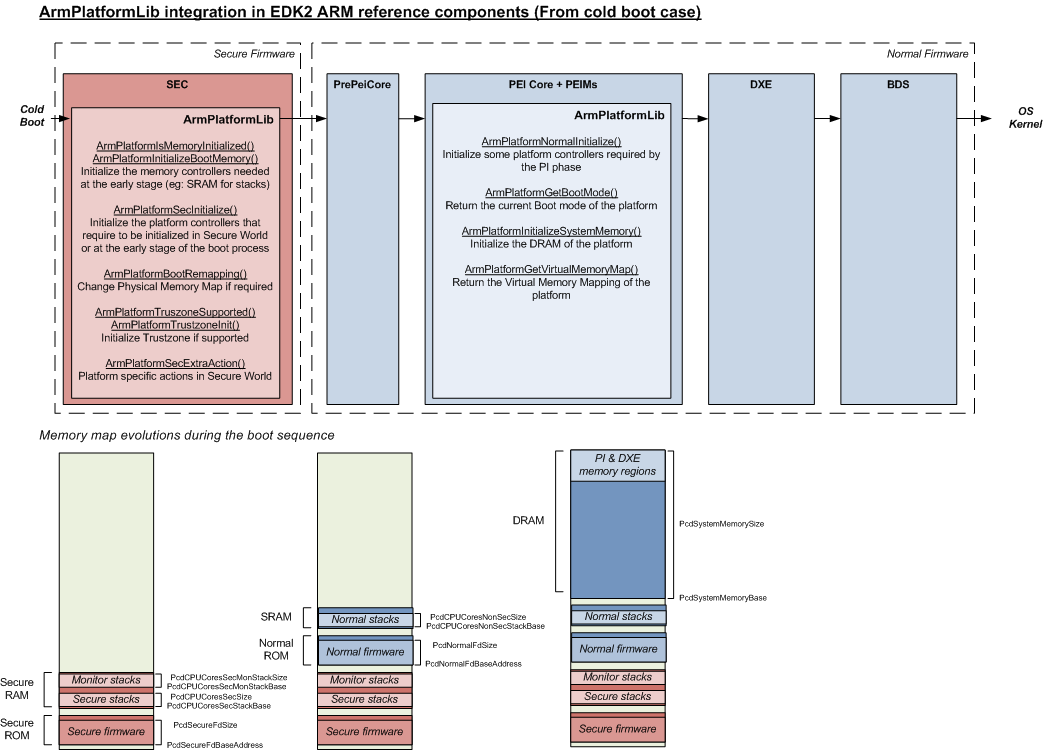 ArmPlatformLib integration in EDK2 ARM reference components (From cold boot case)
Secure Firmware
Normal Firmware
Cold
Boot
SEC
ArmPlatformLib
ArmPlatformIsMemoryInitialized()
ArmPlatformInitializeBootMemory()
Initialize the memory controllers needed
at the early stage (eg: SRAM for stacks)
ArmPlatformSecInitialize()
Initialize the platform controllers that
require to be initialized in Secure World
or at the early stage of the boot process
ArmPlatformBootRemapping()
Change Physical Memory Map if required
ArmPlatformTruszoneSupported()
ArmPlatformTrustzoneInit()
Initialize Trustzone if supported
ArmPlatformSecExtraAction()
Platform specific actions in Secure World
PrePeiCore
PEI Core + PEIMs
ArmPlatformLib
ArmPlatformNormalInitialize()
Initialize some platform controllers required by
the PI phase
ArmPlatformGetBootMode()
Return the current Boot mode of the platform
ArmPlatformInitializeSystemMemory()
Initialize the DRAM of the platform
ArmPlatformGetVirtualMemoryMap()
Return the Virtual Memory Mapping of the
platform
DXE
BDS
OS
Kernel
Memory map evolutions during the boot sequence
Secure
RAM
Monitor stacks
Secure stacks
PcdCPUCoresSecMonStackSize
PcdCPUCoresSecMonStackBase
PcdCPUCoresSecSize
PcdCPUCoresSecStackBase
Secure
ROM
Secure firmware
PcdSecureFdSize
PcdSecureFdBaseAddress
SRAM
Normal stacks
PcdCPUCoresNonSecSize
PcdCPUCoresNonSecStackBase
Normal
ROM
Normal firmware
PcdNormalFdSize
PcdNormalFdBaseAddress
Monitor stacks
Secure stacks
Secure firmware
DRAM
PI & DXE
memory regions
PcdSystemMemorySize
PcdSystemMemoryBase
Normal stacks
Normal firmware
Monitor stacks
Secure stacks
Secure firmware